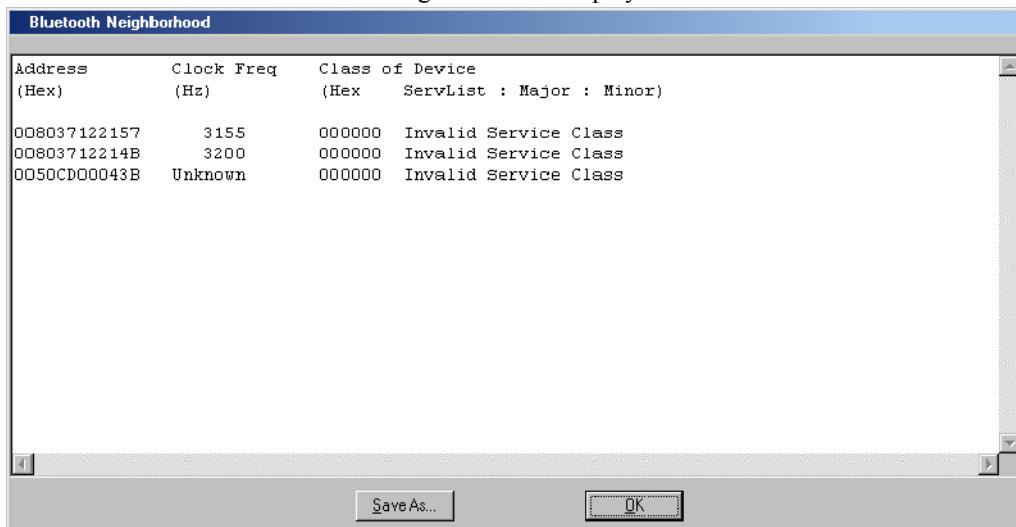 Bluetooth Neighborhood
Address Clock Freq Class of Device
(Hex) (Hz) (Hex ServList : Major : Minor)
008037122157 3155 000000 Invalid Service Class
00803712214B 3200 000000 Invalid Service Class
0050CD00043B Unknown 000000 Invalid Service Class
Save As... OK